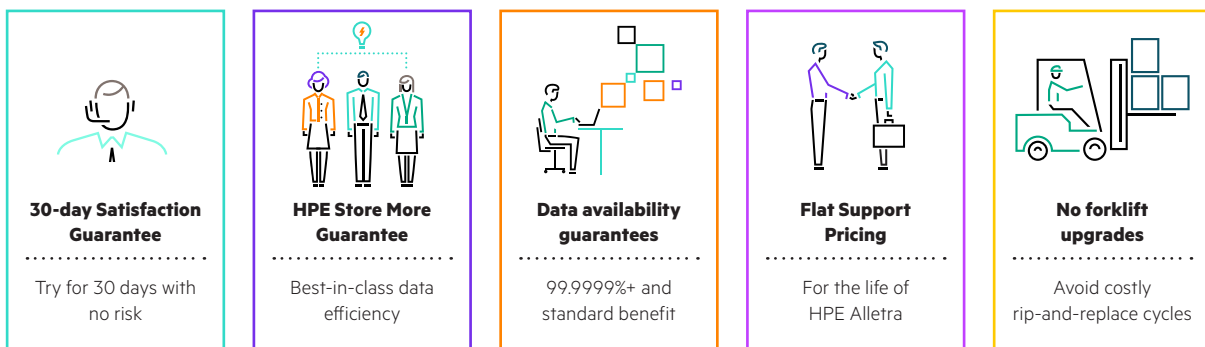 30-day Satisfaction
Guarantee
Try for 30 days with
no risk
HPE Store More
Guarantee
Best-in-class data
efficiency
Data availability
guarantees
99.9999%+ and
standard benefit
Flat Support
Pricing
For the life of
HPE Alletra
No forklift
upgrades
Avoid costly
rip-and-replace cycles